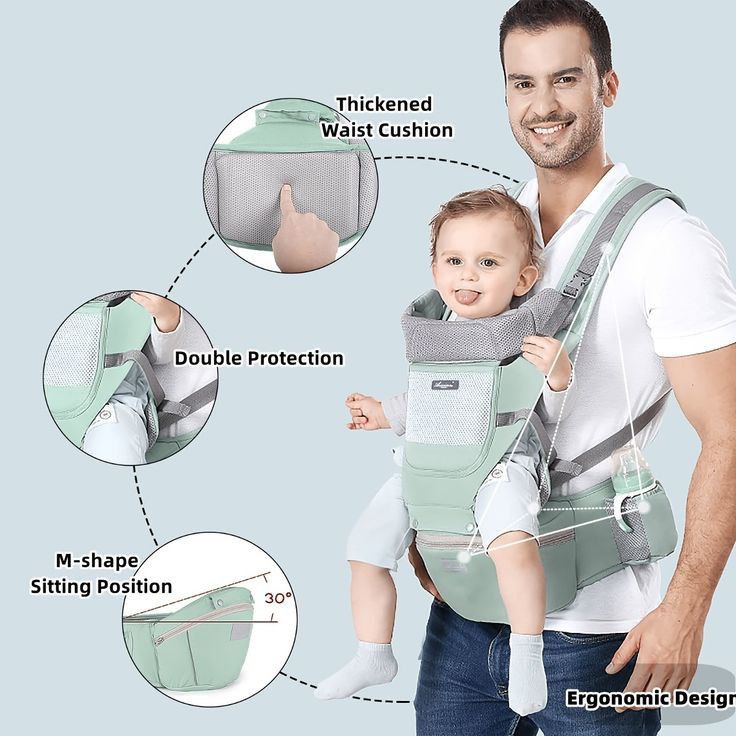 Thickened
Waist Cushion
Double Protection
M-shape
Sitting Position
30°
Ergonomic Design